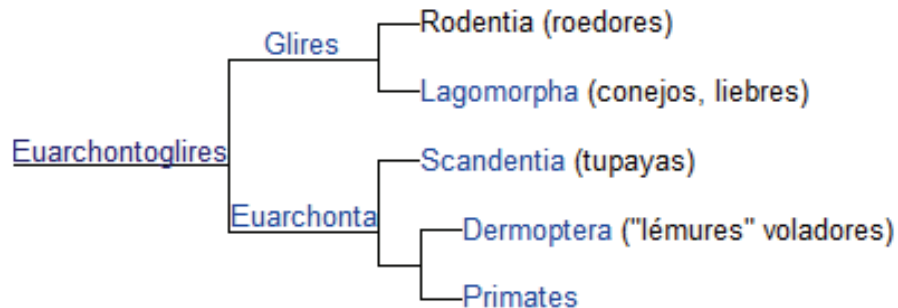 Rodentia (roedores)
Glires
Lagomorpha (conejos, liebres)
Euarchontoglires
Scandentia (tupayas)
Euarchonta
Dermoptera ("lémures" voladores)
Primates